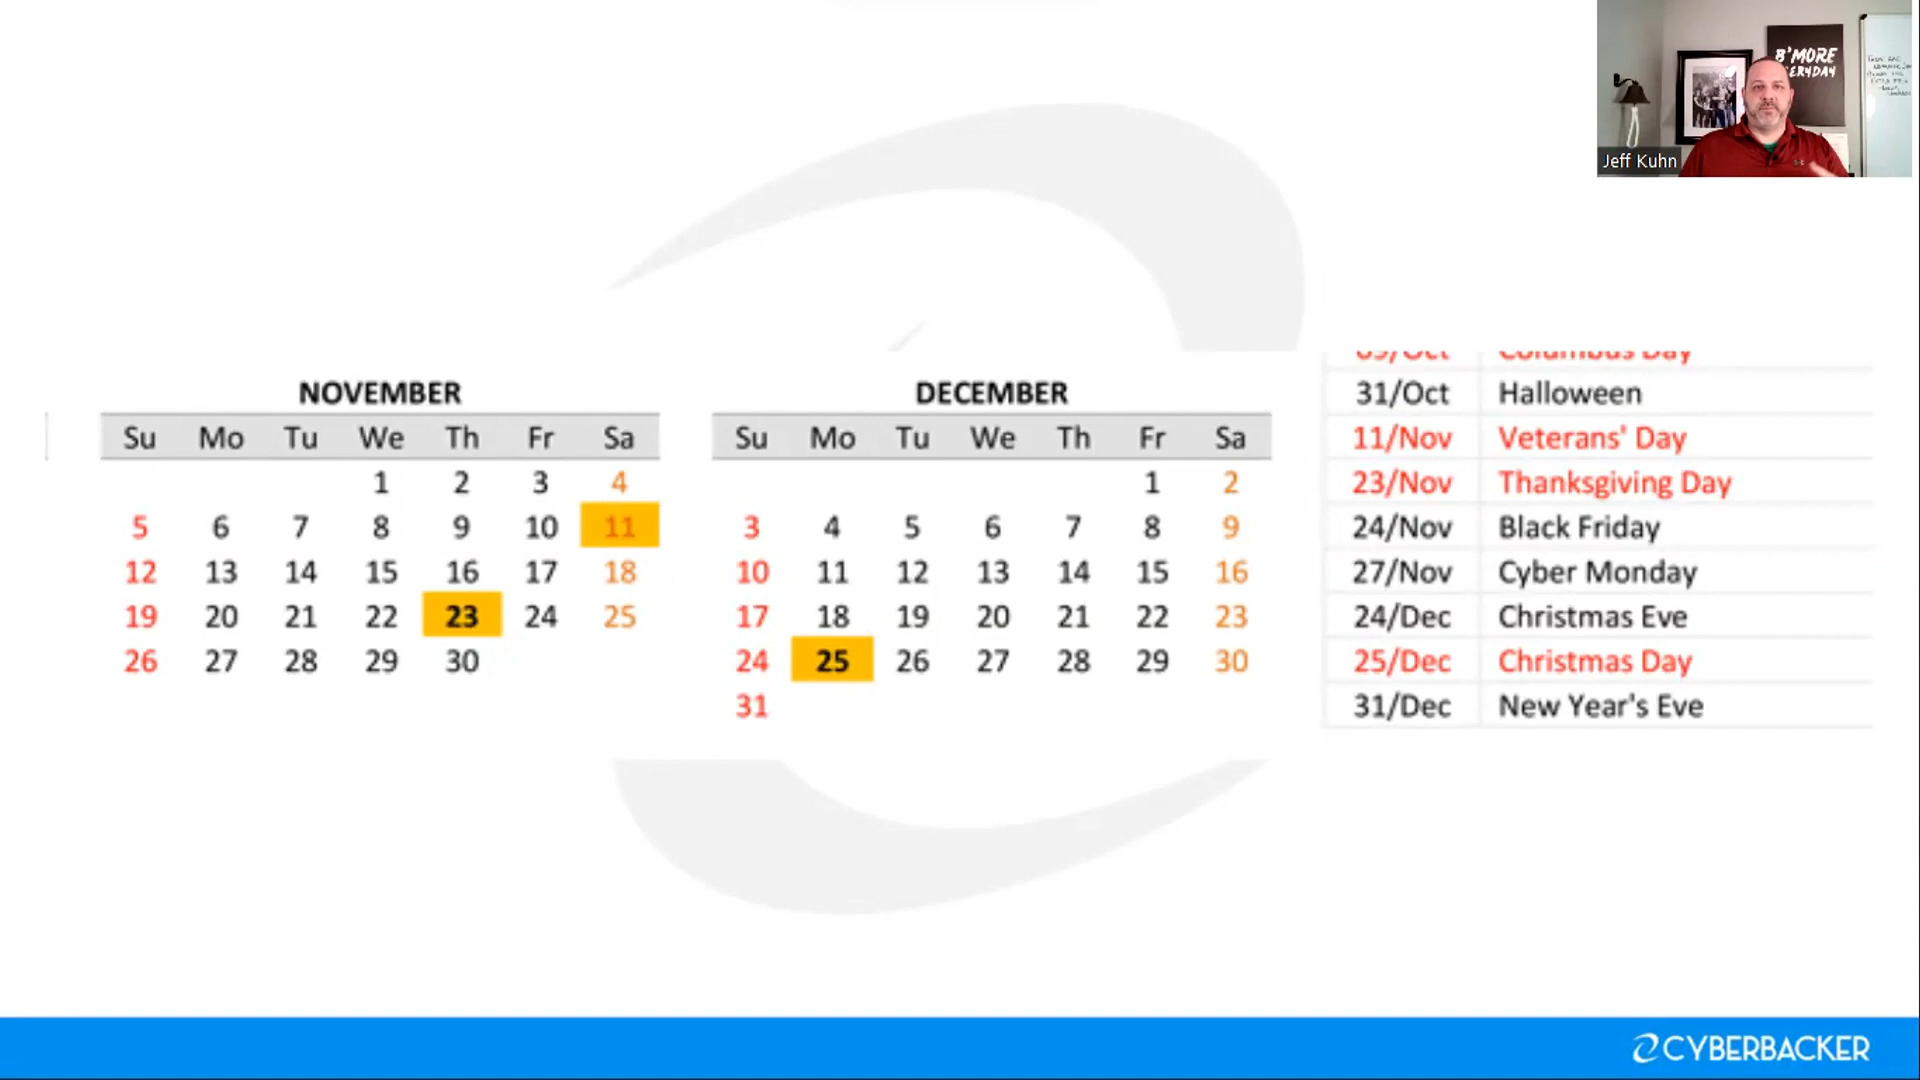 B'MORE
Jeff Kuhn
NOVEMBER
Su Mo Tu We Th Fr Sa
1 2 3 4
5 6 7 8 9 10 11
12 13 14 15 16 17 18
19 20 21 22 23 24 25
26 27 28 29 30
DECEMBER
Su Mo Tu We Th Fr Sa
1 2
3 4 5 6 7 8 9
10 11 12 13 14 15 16
17 18 19 20 21 22 23
24 25 26 27 28 29 30
31
09/Oct Columbus Day
31/Oct Halloween
11/Nov Veterans' Day
23/Nov Thanksgiving Day
24/Nov Black Friday
27/Nov Cyber Monday
24/Dec Christmas Eve
25/Dec Christmas Day
31/Dec New Year's Eve
CYBERBACKER